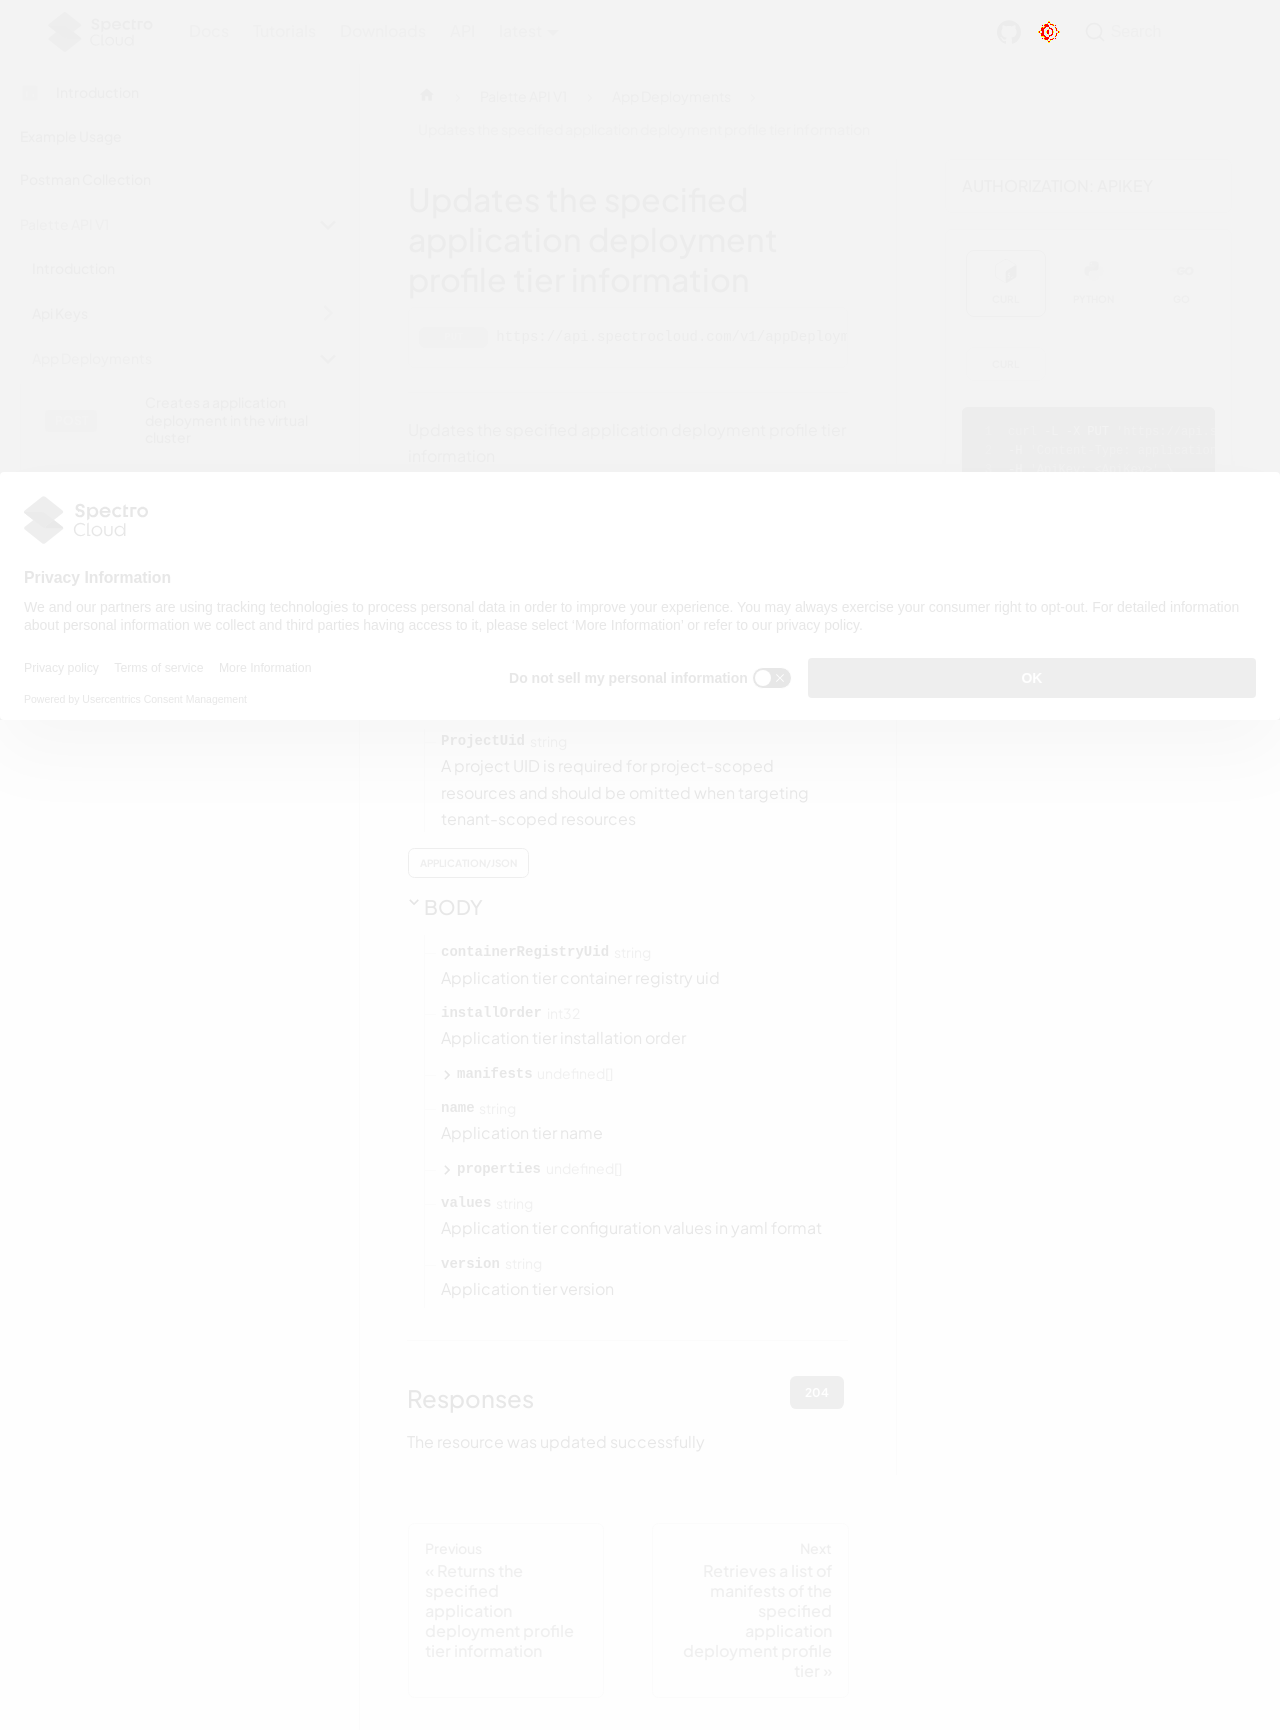 Spectro Cloud
Docs Tutorials Downloads API latest
Search
Introduction
Example Usage
Postman Collection
Palette API V1
Introduction
Api Keys
App Deployments
Creates a application
deployment in the virtual
cluster
Palette API V1
App Deployments
Updates the specified application deployment profile tier information
Updates the specified
application deployment
profile tier information
https://api.spectrocloud.com/v1/appDeploy
Updates the specified application deployment profile tier
information
AUTHORIZATION: APIKEY
CURL
PYTHON
GO
CURL
Spectro
Cloud
Privacy Information
We and our partners are using tracking technologies to process personal data in order to improve your experience. You may always exercise your consumer right to opt-out. For detailed information
about personal information we collect and third parties having access to it, please select 'More Information' or refer to our privacy policy.
Privacy policy Terms of service More Information
Powered by Usercentrics Consent Management
Do not sell my personal information
OK
ProjectUid string
A project UID is required for project-scoped
resources and should be omitted when targeting
tenant-scoped resources
APPLICATION/JSON
BODY
containerRegistryUid string
Application tier container registry uid
installOrder int32
Application tier installation order
manifests undefined[]
name string
Application tier name
properties undefined[]
values string
Application tier configuration values in yaml format
version string
Application tier version
Responses
204
The resource was updated successfully
Previous
« Returns the
specified
application
deployment profile
tier information
Next
Retrieves a list of
manifests of the
specified
application
deployment profile
tier »